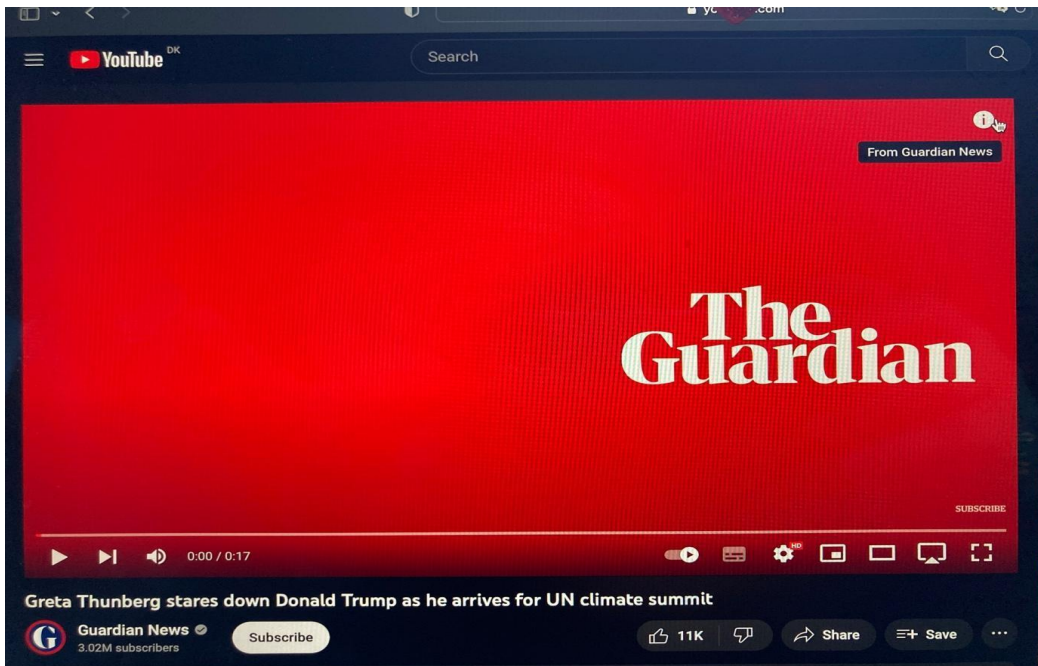 YouTube DK
Search
i
From Guardian News
The
Guardian
SUBSCRIBE
0:00 / 0:17
HD
Greta Thunberg stares down Donald Trump as he arrives for UN climate summit
G
Guardian News
3.02M subscribers
Subscribe
11K
Share
Save